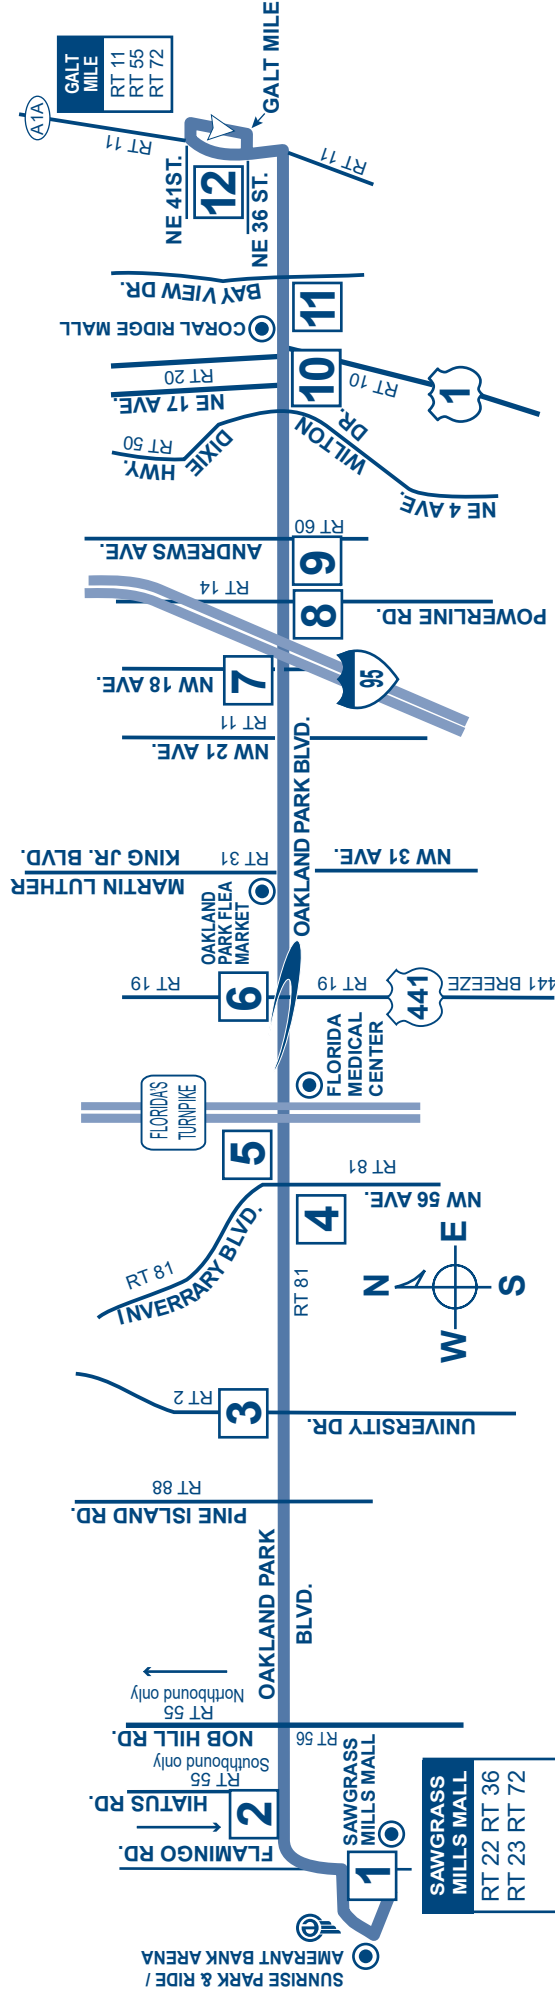 GALT
MILE
RT 11
RT 55
RT 72
GALT MILE
A1A
RT 11
RT 11
NE 41ST.
12
NE 36 ST.
BAY VIEW DR.
11
CORAL RIDGE MALL
RT 20
NE 17 AVE.
10
RT 10
1
RT 50
DIXIE
HWY.
WILTON
DR.
NE 4 AVE.
RT 60
ANDREWS AVE.
9
RT 14
8
POWERLINE RD.
NW 18 AVE.
7
95
RT 11
NW 21 AVE.
OAKLAND PARK BLVD.
MARTIN LUTHER
KING JR. BLVD.
RT 31
NW 31 AVE.
OAKLAND
PARK FLEA
MARKET
RT 19
6
RT 19
441
441 BREEZE
FLORIDA
MEDICAL
CENTER
FLORIDA'S
TURNPIKE
5
RT 81
NW 56 AVE.
4
RT 81
INVERRARY BLVD.
RT 81
N
E
S
W
RT 2
3
UNIVERSITY DR.
RT 88
PINE ISLAND RD.
OAKLAND PARK
BLVD.
Northbound only
RT 55
NOB HILL RD.
RT 56
Southbound only
RT 55
HIATUS RD.
2
FLAMINGO RD.
SAWGRASS
MILLS MALL
1
SAWGRASS
MILLS MALL
RT 22 RT 36
RT 23 RT 72
SUNRISE PARK & RIDE /
AMERANT BANK ARENA